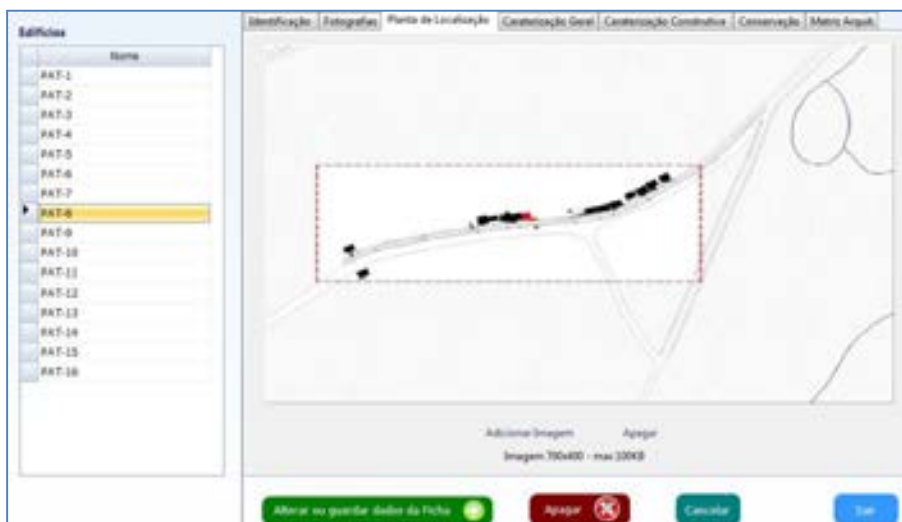 Edifícios
Nome
PAT-1
PAT-2
PAT-3
PAT-4
PAT-5
PAT-6
PAT-7
PAT-8
PAT-9
PAT-10
PAT-11
PAT-12
PAT-13
PAT-14
PAT-15
PAT-16
Identificação Fotografias Planta de Localização Caraterização Geral Caraterização Construtiva Conservação Matriz Arquit.
Adicionar Imagem Apagar
Imagem 700x400 - max 100KB
Alterar ou guardar dados da Ficha Apagar Cancelar Sair